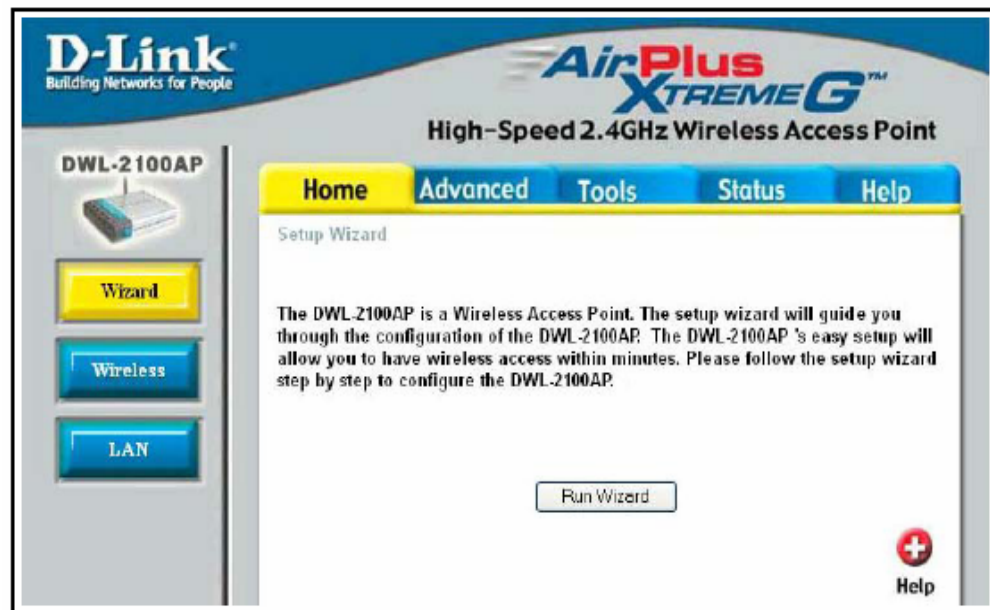 D-Link
Building Networks for People
AirPlus
XTREME G™
High-Speed 2.4GHz Wireless Access Point
DWL-2100AP
Home
Advanced
Tools
Status
Help
Setup Wizard
Wizard
Wireless
LAN
The DWL-2100AP is a Wireless Access Point. The setup wizard will guide you
through the configuration of the DWL-2100AP. The DWL-2100AP 's easy setup will
allow you to have wireless access within minutes. Please follow the setup wizard
step by step to configure the DWL-2100AP.
Run Wizard
Help